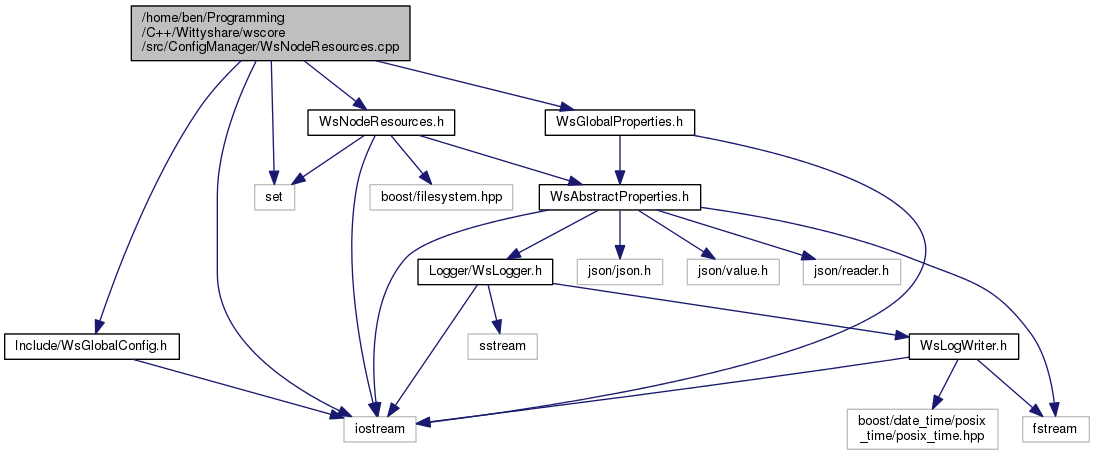 /home/ben/Programming
/C++/Wittyshare/wscore
/src/ConfigManager/WsNodeResources.cpp
WsNodeResources.h
WsGlobalProperties.h
set
boost/filesystem.hpp
WsAbstractProperties.h
Logger/WsLogger.h
json/json.h
json/value.h
json/reader.h
Include/WsGlobalConfig.h
sstream
WsLogWriter.h
iostream
boost/date_time/posix
_time/posix_time.hpp
fstream